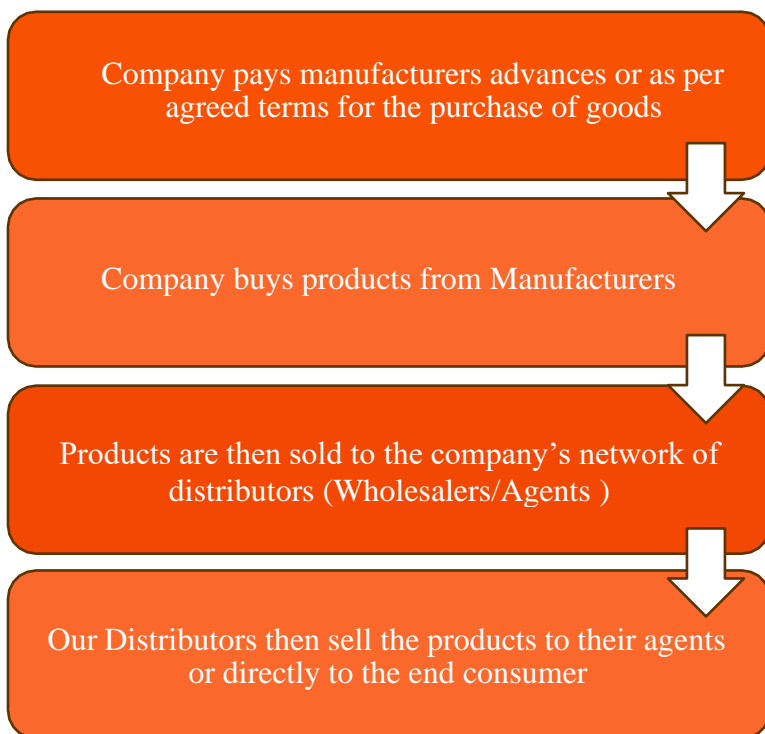 Company pays manufacturers advances or as per
agreed terms for the purchase of goods
Company buys products from Manufacturers
Products are then sold to the company’s network of
distributors (Wholesalers/Agents )
Our Distributors then sell the products to their agents
or directly to the end consumer